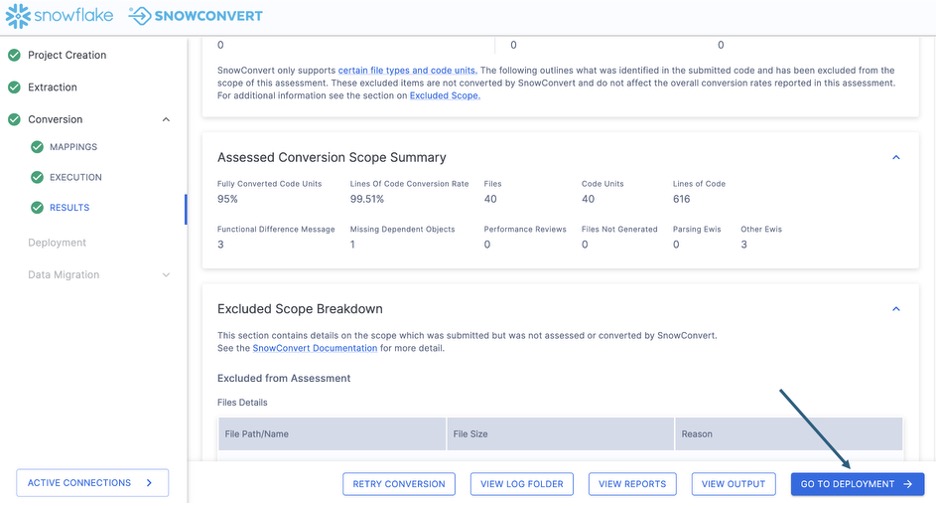 snowflake SNOWCONVERT
Project Creation
Extraction
Conversion
MAPPINGS
EXECUTION
RESULTS
Deployment
Data Migration
ACTIVE CONNECTIONS
0 0 0
SnowConvert only supports certain file types and code units. The following outlines what was identified in the submitted code and has been excluded from the
scope of this assessment. These excluded items are not converted by SnowConvert and do not affect the overall conversion rates reported in this assessment.
For additional information see the section on Excluded Scope.
Assessed Conversion Scope Summary
Fully Converted Code Units Lines Of Code Conversion Rate Files Code Units Lines of Code
95% 99.51% 40 40 616
Functional Difference Message Missing Dependent Objects Performance Reviews Files Not Generated Parsing Ewis Other Ewis
3 1 0 0 0 3
Excluded Scope Breakdown
This section contains details on the scope which was submitted but was not assessed or converted by SnowConvert.
See the SnowConvert Documentation for more detail.
Excluded from Assessment
Files Details
File Path/Name File Size Reason
RETRY CONVERSION VIEW LOG FOLDER VIEW REPORTS VIEW OUTPUT GO TO DEPLOYMENT